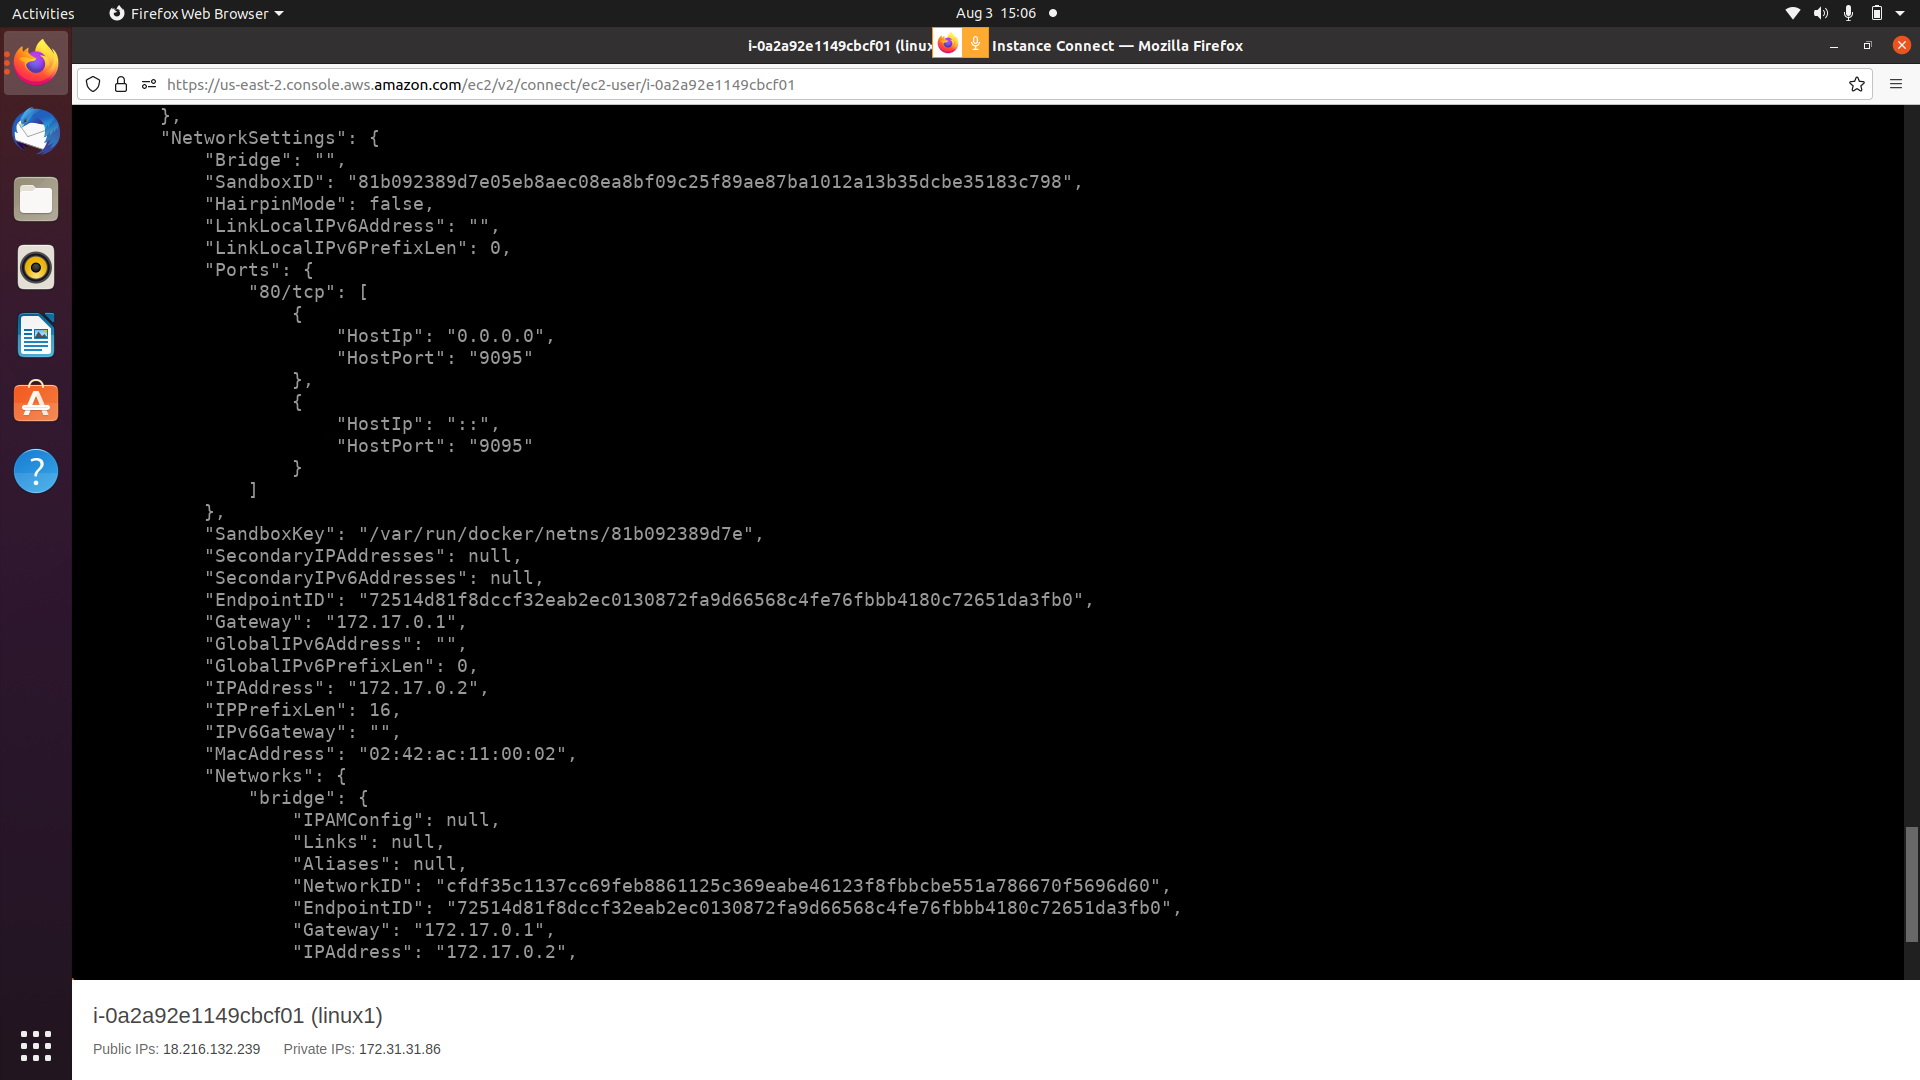 Activities
Firefox Web Browser
Aug 3 15:06
i-0a2a92e1149cbcf01 (linux
Instance Connect — Mozilla Firefox
https://us-east-2.console.aws.amazon.com/ec2/v2/connect/ec2-user/i-0a2a92e1149cbcf01
},
"NetworkSettings": {
"Bridge": "",
"SandboxID": "81b092389d7e05eb8aec08ea8bf09c25f89ae87ba1012a13b35dcbe35183c798",
"HairpinMode": false,
"LinkLocalIPv6Address": "",
"LinkLocalIPv6PrefixLen": 0,
"Ports": {
"80/tcp": [
{
"HostIp": "0.0.0.0",
"HostPort": "9095"
},
{
"HostIp": "::",
"HostPort": "9095"
}
]
},
"SandboxKey": "/var/run/docker/netns/81b092389d7e",
"SecondaryIPAddresses": null,
"SecondaryIPv6Addresses": null,
"EndpointID": "72514d81f8dccf32eab2ec0130872fa9d66568c4fe76fbbb4180c72651da3fb0",
"Gateway": "172.17.0.1",
"GlobalIPv6Address": "",
"GlobalIPv6PrefixLen": 0,
"IPAddress": "172.17.0.2",
"IPPrefixLen": 16,
"IPv6Gateway": "",
"MacAddress": "02:42:ac:11:00:02",
"Networks": {
"bridge": {
"IPAMConfig": null,
"Links": null,
"Aliases": null,
"NetworkID": "cfdf35c1137cc69feb8861125c369eabe46123f8fbbcbe551a786670f5696d60",
"EndpointID": "72514d81f8dccf32eab2ec0130872fa9d66568c4fe76fbbb4180c72651da3fb0",
"Gateway": "172.17.0.1",
"IPAddress": "172.17.0.2",
i-0a2a92e1149cbcf01 (linux1)
Public IPs: 18.216.132.239 Private IPs: 172.31.31.86